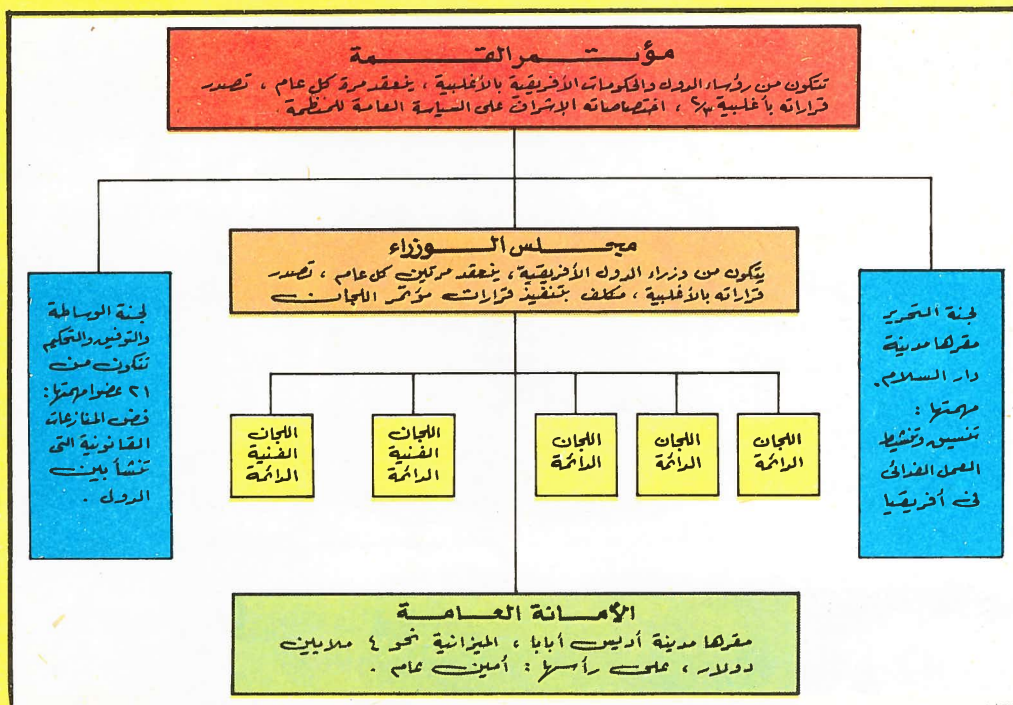 مؤتمر القمة
تتكون من رؤساء الدول والحكومات الأفريقية بالأغلبية ، ينعقد مرة كل عام ، تصدر
قراراته بأغلبية ٢/٣ ، اختصاصاته الإشراف على السياسة العامة للمنظمة
مجلس الوزراء
يتكون من وزراء الدول الأفريقية ، ينعقد مرتين كل عام ، تصدر
قراراته بالأغلبية ، مكلف بتنفيذ قرارات مؤتمر اللجان
لجنة التحرير
مقرها مدينة
دار السلام .
مهمتها :
تنسيق وتنشيط
العمل الفدائى
فى أفريقيا
لجنة الوساطة
والتوفيق والتحكيم
تتكون من
٢١ عضوا مهمتها :
فض المنازعات
القانونية التى
تنشأ بين
الدول .
اللجان
الدائمة
اللجان
الدائمة
اللجان
الدائمة
اللجان
الفنية
الدائمة
اللجان
الفنية
الدائمة
الأمانة العامة
مقرها مدينة أديس أبابا ، الميزانية نحو ٤ ملايين
دولار ، على رأسها : أمين عام .